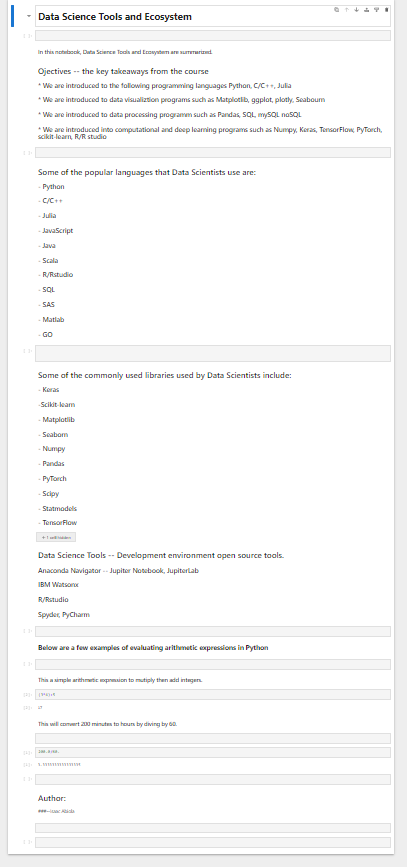 Data Science Tools and Ecosystem
In this notebook, Data Science Tools and Ecosystem are summarized.
Ojectives -- the key takeaways from the course
* We are introduced to the following programming languages Python, C/C++, Julia
* We are introduced to data visualiztion programs such as Matplotlib, ggplot, plotly, Seabourn
* We are introduced to data processing programm such as Pandas, SQL, mySQL noSQL
* We are introduced into computational and deep learning programs such as Numpy, Keras, TensorFlow, PyTorch,
scikit-learn, R/R studio
Some of the popular languages that Data Scientists use are:
- Python
- C/C++
- Julia
- JavaScript
- Java
- Scala
- R/Rstudio
- SQL
- SAS
- Matlab
- GO
Some of the commonly used libraries used by Data Scientists include:
- Keras
-Scikit-learn
- Matplotlib
- Seaborn
- Numpy
- Pandas
- PyTorch
- Scipy
- Statmodels
- TensorFlow
+ 1 cell hidden
Data Science Tools -- Development environment open source tools.
Anaconda Navigator -- Jupiter Notebook, JupiterLab
IBM Watsonx
R/Rstudio
Spyder, PyCharm
Below are a few examples of evaluating arithmetic expressions in Python
This a simple arithmetic expression to mutiply then add integers.
(3*4)+5
17
This will convert 200 minutes to hours by diving by 60.
Author: